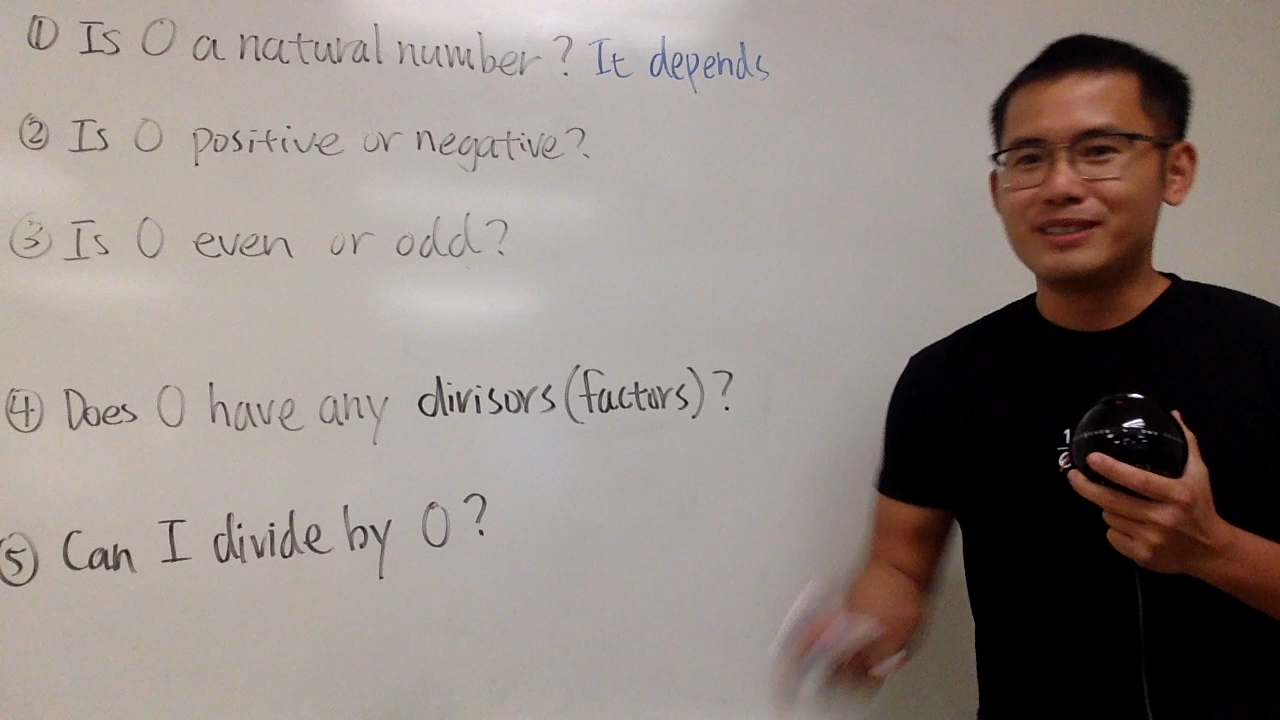 ① Is 0 a natural number? It depends
② Is 0 positive or negative?
③ Is 0 even or odd?
④ Does 0 have any divisors (factors)?
⑤ Can I divide by 0?